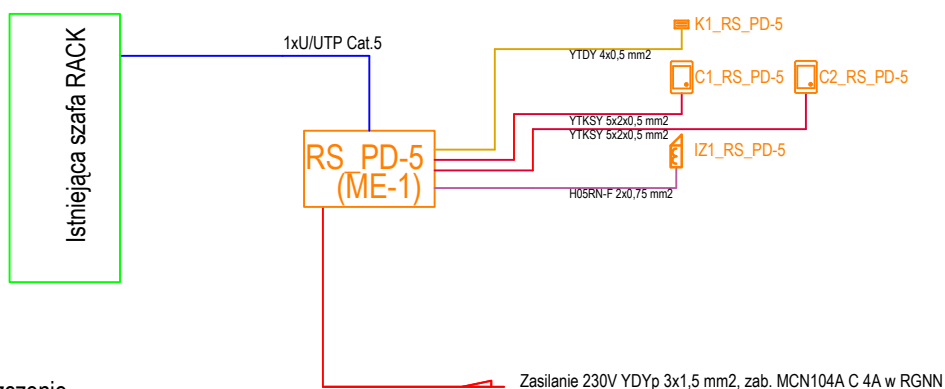 Istniejąca szafa RACK
1xU/UTP Cat.5
K1_RS_PD-5
YTDY 4x0,5 mm2
C1_RS_PD-5
C2_RS_PD-5
YTKSY 5x2x0,5 mm2
YTKSY 5x2x0,5 mm2
RS_PD-5
(ME-1)
IZ1_RS_PD-5
H05RN-F 2x0,75 mm2
Zasilanie 230V YDYp 3x1,5 mm2, zab. MCN104A C 4A w RGNN